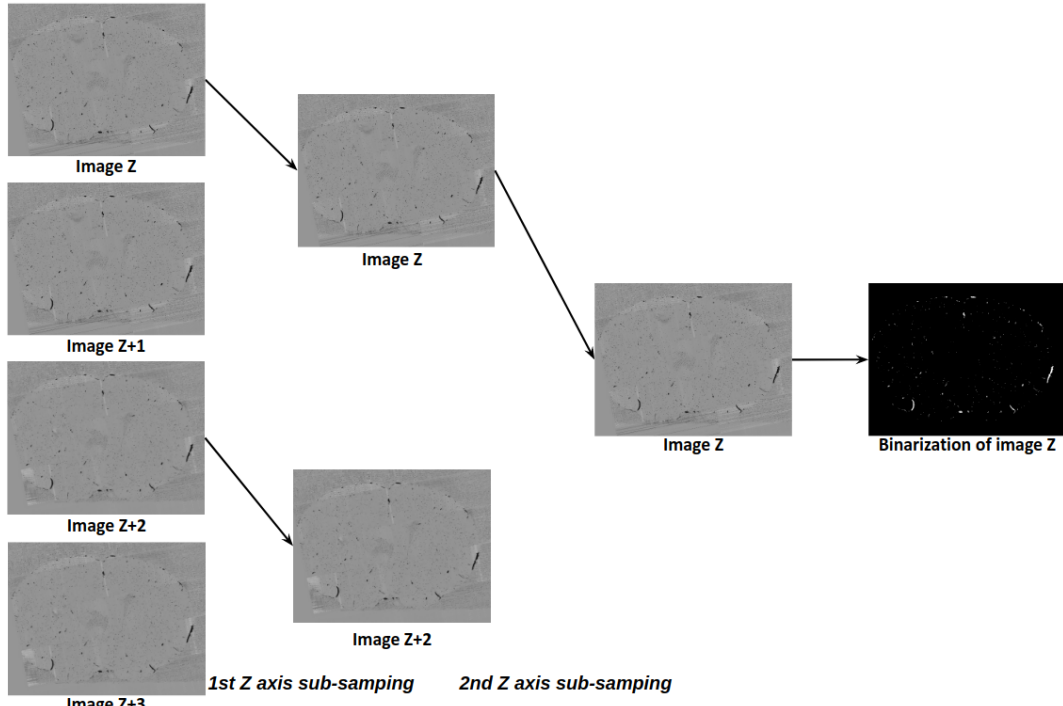 Image Z
Image Z+1
Image Z+2
Image Z+3
Image Z
Image Z+2
Image Z
Binarization of image Z
1st Z axis sub-samping
2nd Z axis sub-samping